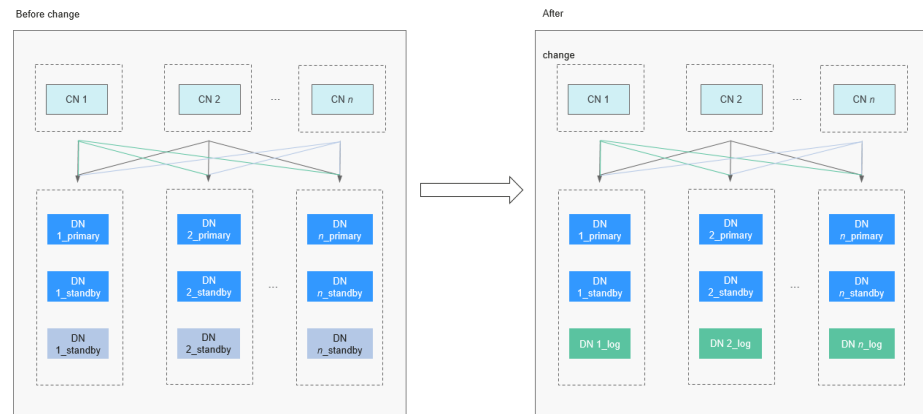 Before change
After
change
CN 1
CN 2
...
CN n
CN 1
CN 2
...
CN n
DN
1_primary
DN
2_primary
DN
n_primary
DN
1_standby
DN
2_standby
...
DN
n_standby
DN
1_standby
DN
2_standby
DN
n_standby
DN
1_primary
DN
2_primary
DN
n_primary
DN
1_standby
DN
2_standby
...
DN
n_standby
DN 1_log
DN 2_log
DN n_log